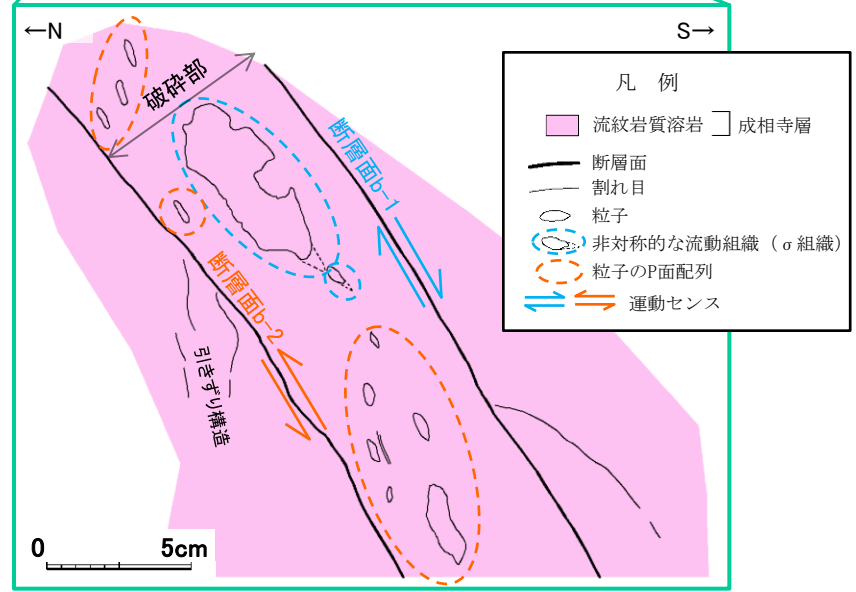 ←N
S→
破砕部
断層面b-1
断層面b-2
引きずり構造
0 5cm
凡 例
流紋岩質溶岩 成相寺層
断層面
割れ目
粒子
非対称的な流動組織（σ組織）
粒子のP面配列
運動センス